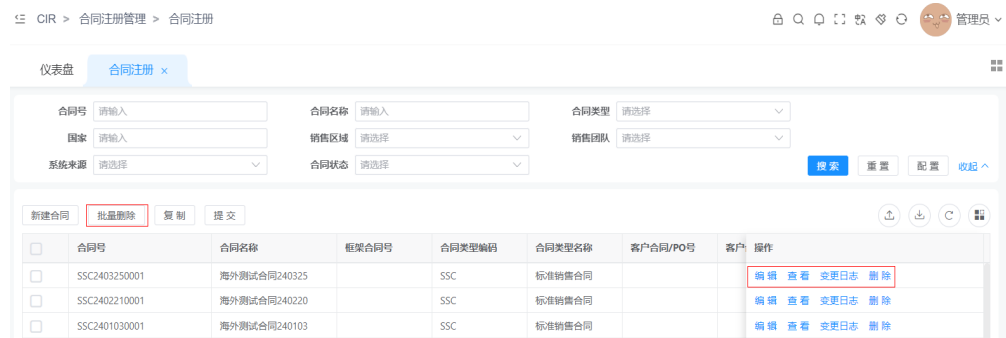 CIR > 合同注册管理 > 合同注册 管理员
仪表盘 合同注册 ×
合同号 请输入 合同名称 请输入 合同类型 请选择
国家 请输入 销售区域 请选择 销售团队 请选择
系统来源 请选择 合同状态 请选择 搜索 重置 配置 收起
新建合同 批量删除 复制 提交
合同号 合同名称 框架合同号 合同类型编码 合同类型名称 客户合同/PO号 客户 操作
SSC2403250001 海外测试合同240325 SSC 标准销售合同 编辑 查看 变更日志 删除
SSC2402210001 海外测试合同240220 SSC 标准销售合同 编辑 查看 变更日志 删除
SSC2401030001 海外测试合同240103 SSC 标准销售合同 编辑 查看 变更日志 删除